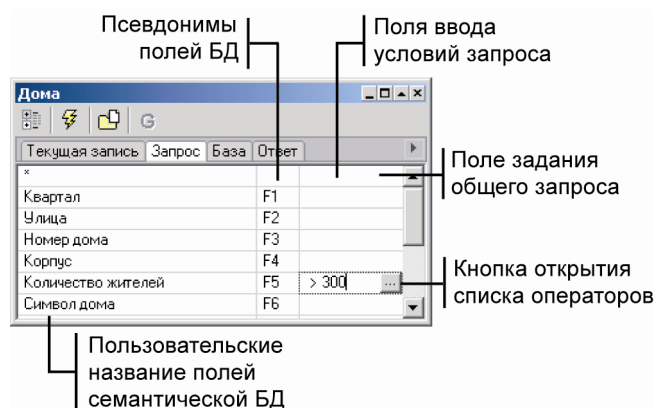 Псевдонимы
полей БД
Поля ввода
условий запроса
Дома
G
Текущая запись Запрос База Ответ
*
Квартал F1
Улица F2
Номер дома F3
Корпус F4
Количество жителей F5 > 300 ...
Символ дома F6
Поле задания
общего запроса
Кнопка открытия
списка операторов
Пользовательские
название полей
семантической БД